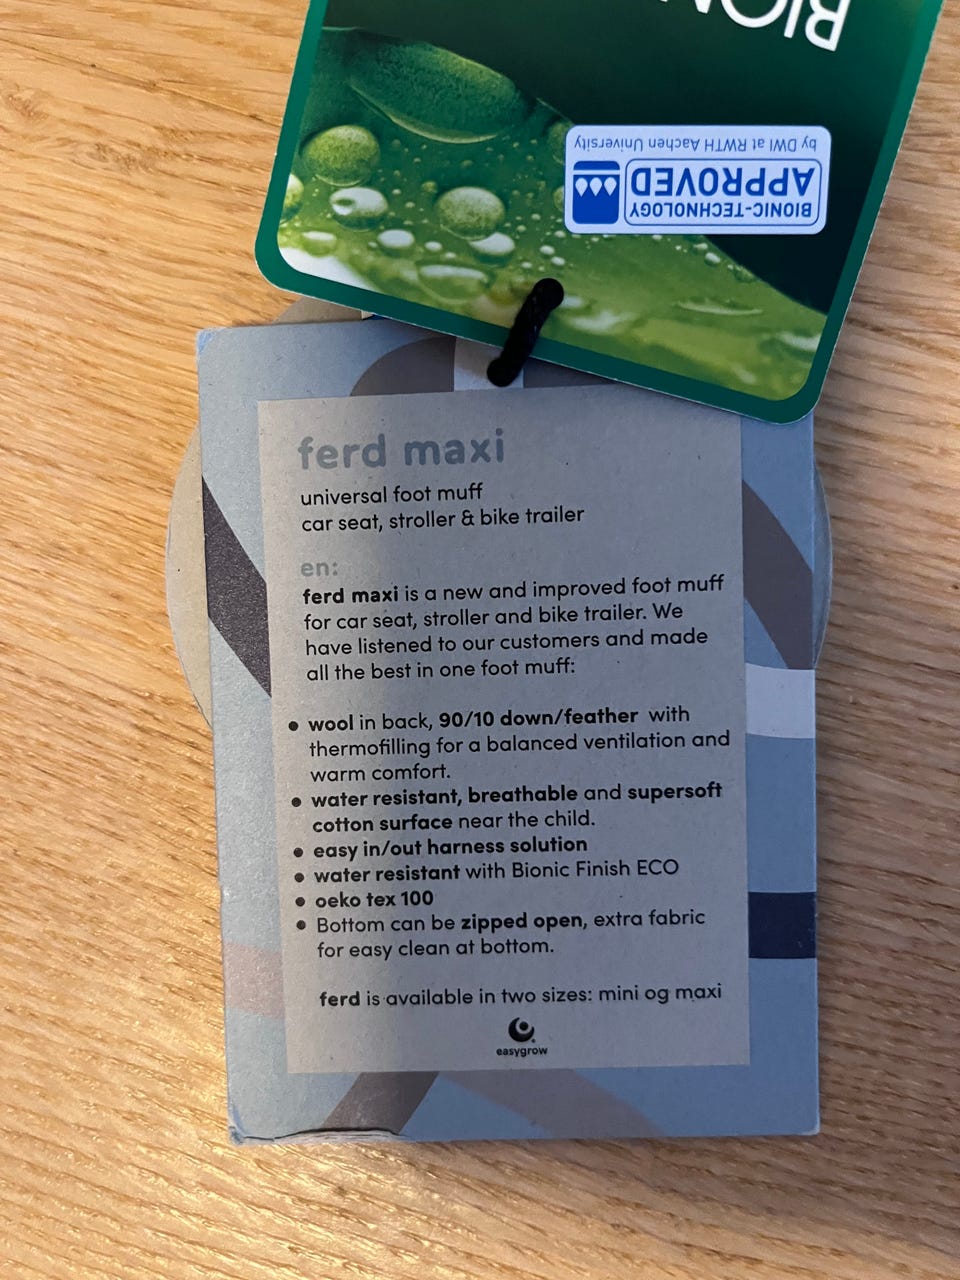 BION
BIONIC-TECHNOLOGY
APPROVED
by DWI at RWTH Aachen University
ferd maxi
universal foot muff
car seat, stroller & bike trailer
en:
ferd maxi is a new and improved foot muff
for car seat, stroller and bike trailer. We
have listened to our customers and made
all the best in one foot muff:
• wool in back, 90/10 down/feather with
thermofilling for a balanced ventilation and
warm comfort.
• water resistant, breathable and supersoft
cotton surface near the child.
• easy in/out harness solution
• water resistant with Bionic Finish ECO
• oeko tex 100
• Bottom can be zipped open, extra fabric
for easy clean at bottom.
ferd is available in two sizes: mini og maxi
easygrow